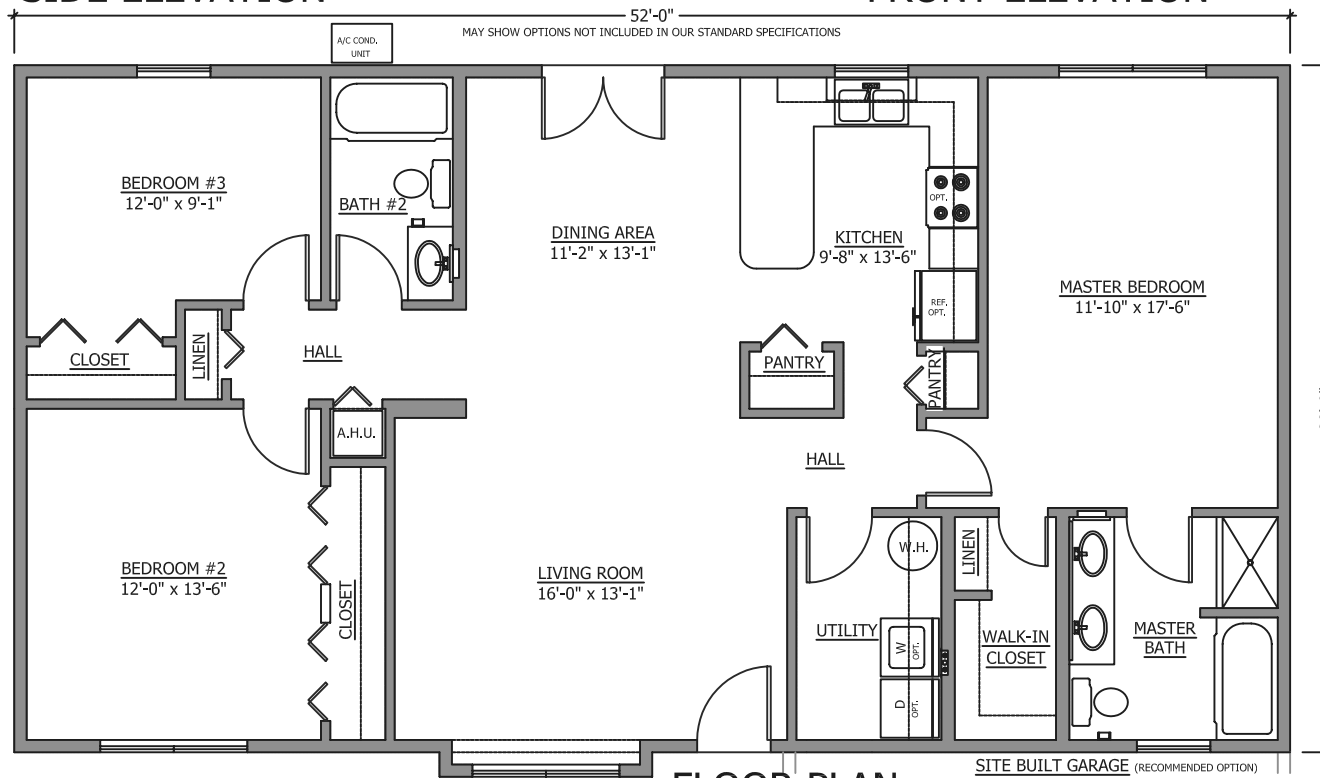 SIDE ELEVATION
FRONT ELEVATION
52'-0"
MAY SHOW OPTIONS NOT INCLUDED IN OUR STANDARD SPECIFICATIONS
A/C COND.
UNIT
BEDROOM #3
12'-0" x 9'-1"
BATH #2
DINING AREA
11'-2" x 13'-1"
OPT.
KITCHEN
9'-8" x 13'-6"
REF.
OPT.
MASTER BEDROOM
11'-10" x 17'-6"
CLOSET
LINEN
HALL
PANTRY
PANTRY
A.H.U.
HALL
BEDROOM #2
12'-0" x 13'-6"
CLOSET
LIVING ROOM
16'-0" x 13'-1"
W.H.
LINEN
UTILITY
W
OPT.
D
OPT.
WALK-IN
CLOSET
MASTER
BATH
FLOOR PLAN
SITE BUILT GARAGE (RECOMMENDED OPTION)